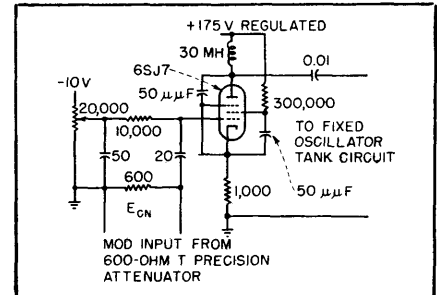 +175 V REGULATED
30 MH
6SJ7
0.01
-10V
50 μμF
20,000
10,000
300,000
TO FIXED
OSCILLATOR
TANK CIRCUIT
50
20
600
1,000
50 μμF
ECN
MOD INPUT FROM
600-OHM T PRECISION
ATTENUATOR